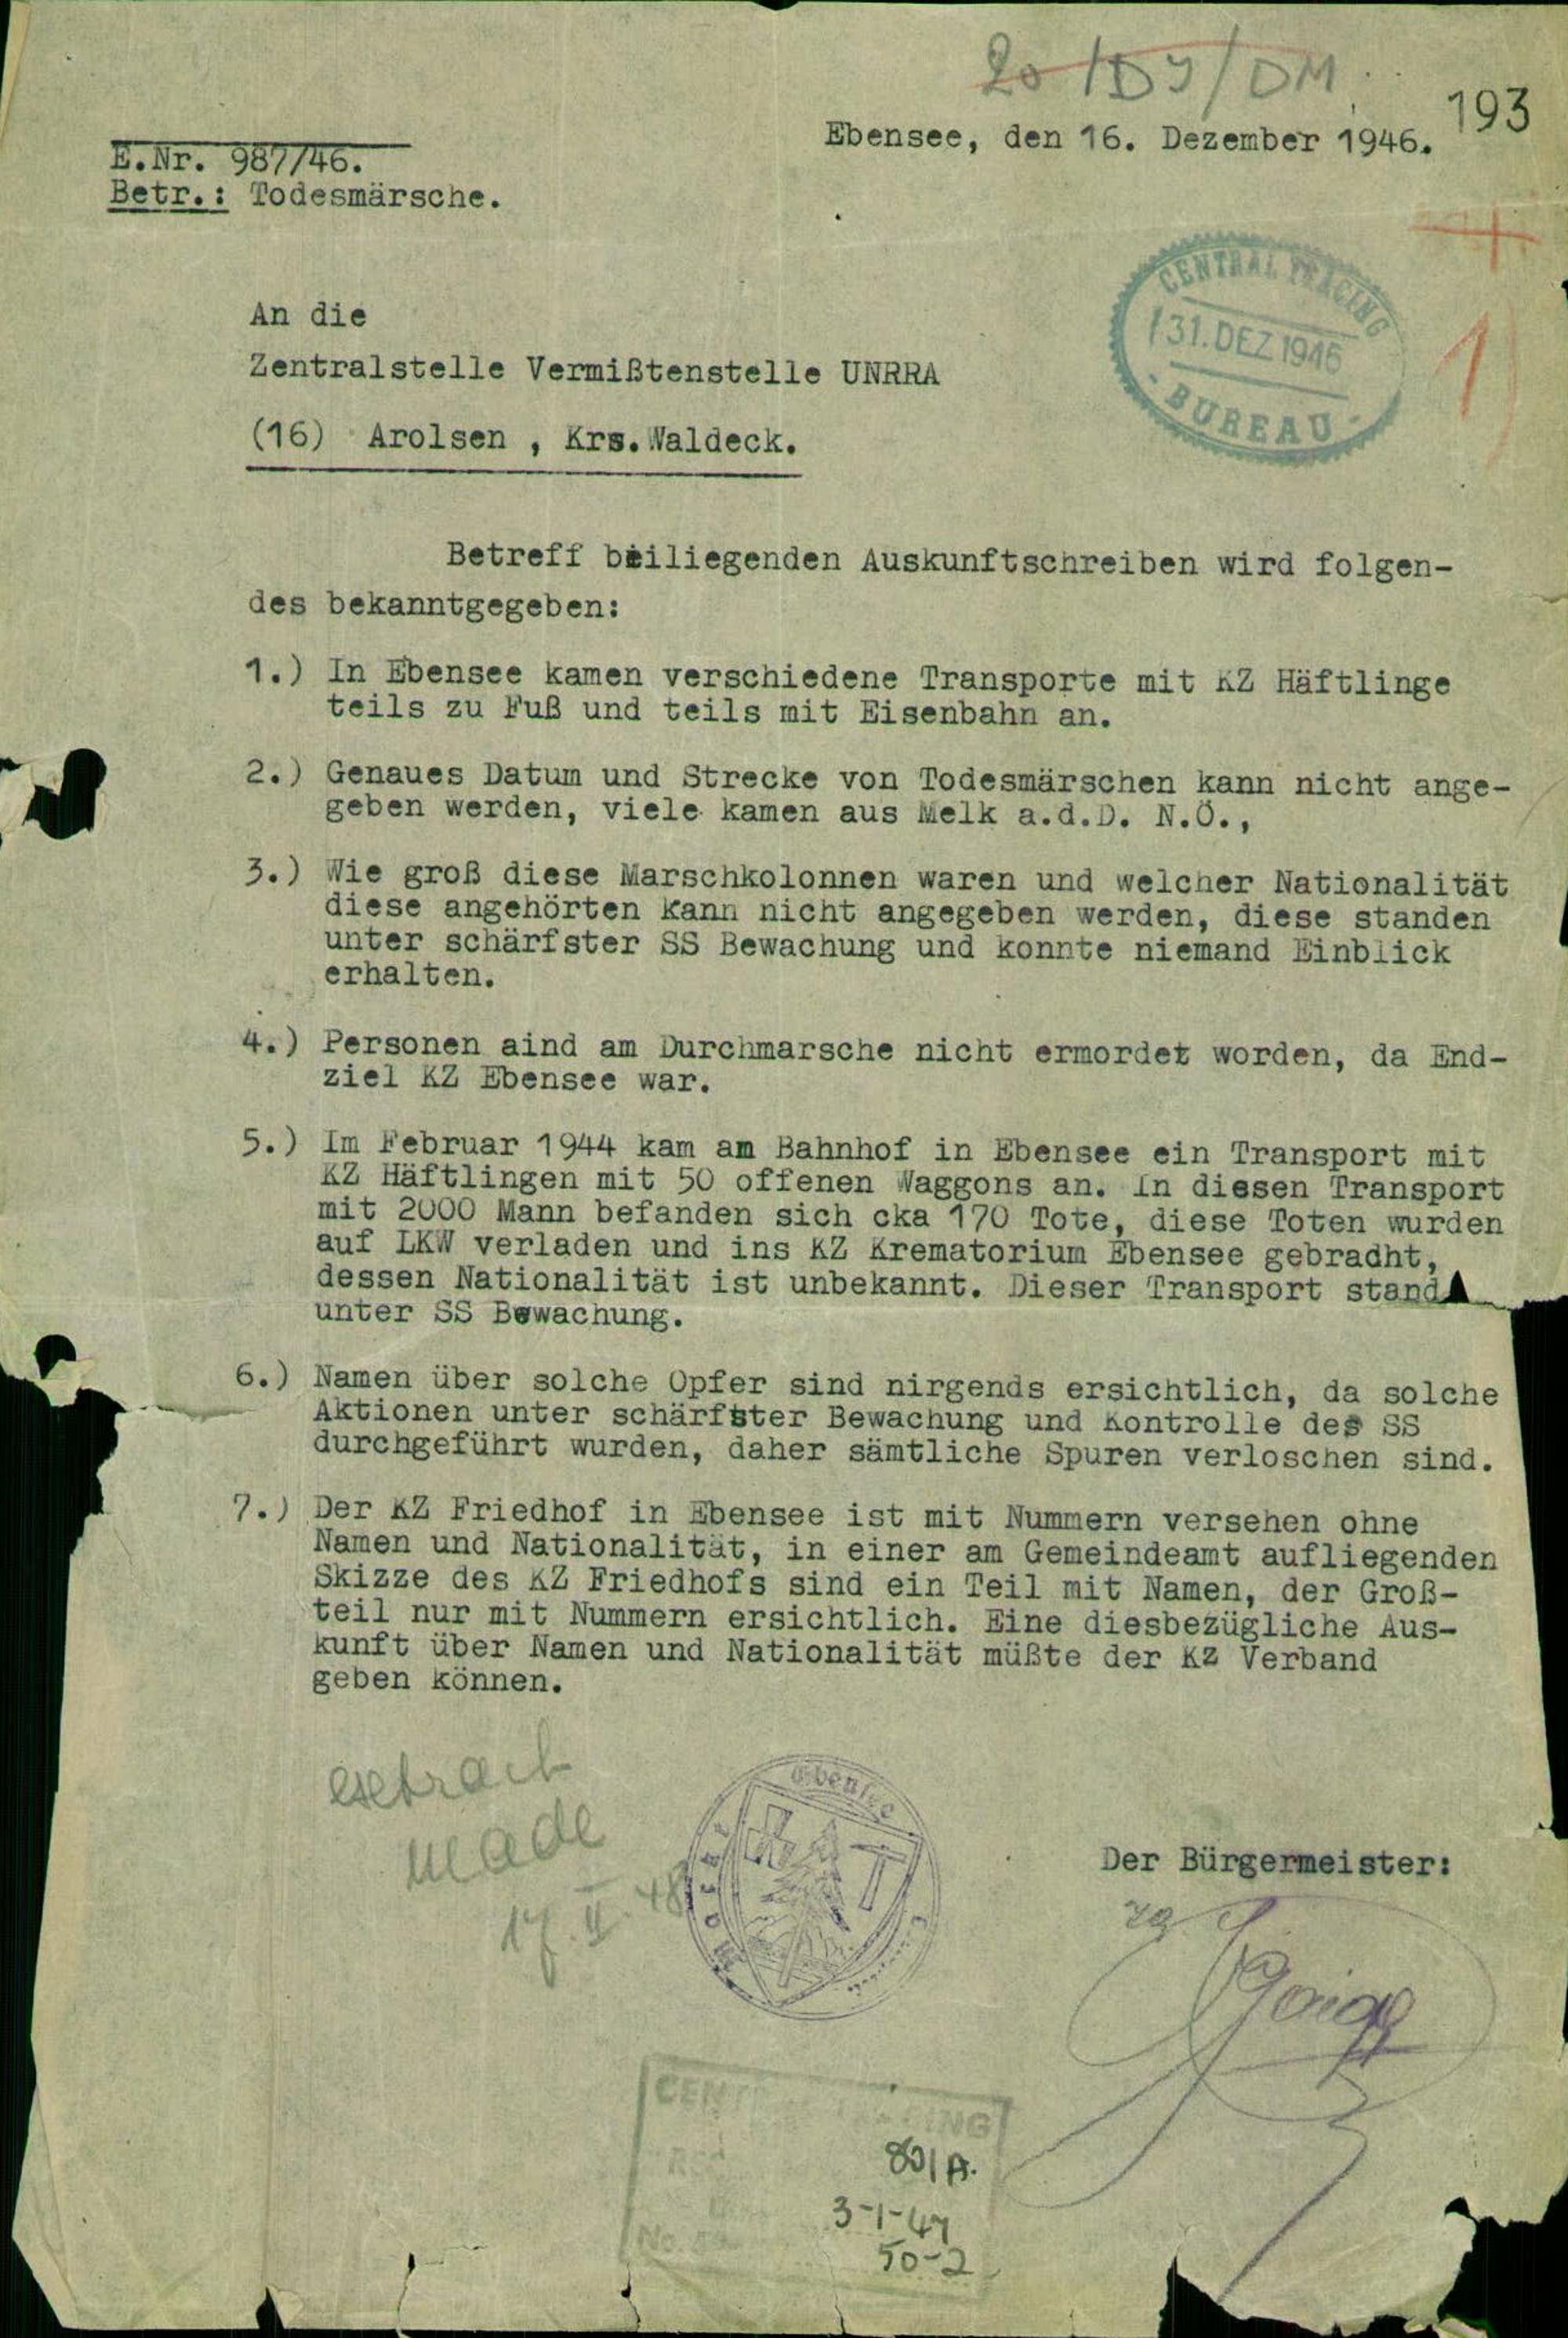 20/DJ/DM
193
Ebensee, den 16. Dezember 1946.
E.Nr. 987/46.
Betr.: Todesmärsche.
CENTRAL TRACING
31. DEZ 1946
BUREAU
1)
An die
Zentralstelle Vermißtenstelle UNRRA
(16) Arolsen , Krs.Waldeck.
Betreff beiliegenden Auskunftschreiben wird folgen-
des bekanntgegeben:
1.) In Ebensee kamen verschiedene Transporte mit KZ Häftlinge
teils zu Fuß und teils mit Eisenbahn an.
2.) Genaues Datum und Strecke von Todesmärschen kann nicht ange-
geben werden, viele kamen aus Melk a.d.D. N.Ö.,
3.) Wie groß diese Marschkolonnen waren und welcher Nationalität
diese angehörten kann nicht angegeben werden, diese standen
unter schärfster SS Bewachung und konnte niemand Einblick
erhalten.
4.) Personen aind am Durchmarsche nicht ermordet worden, da End-
ziel KZ Ebensee war.
5.) Im Februar 1944 kam am Bahnhof in Ebensee ein Transport mit
KZ Häftlingen mit 50 offenen Waggons an. In diesen Transport
mit 2000 Mann befanden sich cka 170 Tote, diese Toten wurden
auf LKW verladen und ins KZ Krematorium Ebensee gebradht,
dessen Nationalität ist unbekannt. Dieser Transport stand
unter SS Bewachung.
6.) Namen über solche Opfer sind nirgends ersichtlich, da solche
Aktionen unter schärfster Bewachung und Kontrolle des SS
durchgeführt wurden, daher sämtliche Spuren verloschen sind.
7.) Der KZ Friedhof in Ebensee ist mit Nummern versehen ohne
Namen und Nationalität, in einer am Gemeindeamt aufliegenden
Skizze des KZ Friedhofs sind ein Teil mit Namen, der Groß-
teil nur mit Nummern ersichtlich. Eine diesbezügliche Aus-
kunft über Namen und Nationalität müßte der KZ Verband
geben können.
extract
made
17. II. 48
Ebensee
Der Bürgermeister:
CENTRAL TRACING
80/A.
3-1-47
50-2